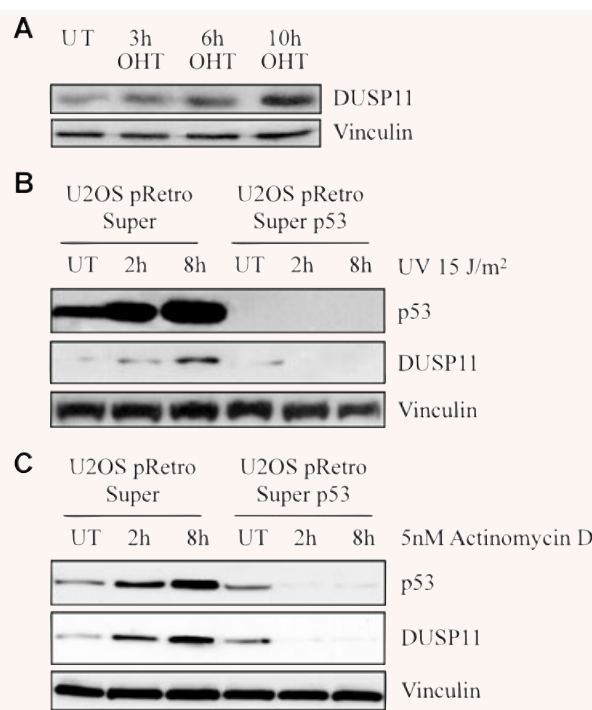 A
UT 3h 6h 10h
OHT OHT OHT
DUSP11
Vinculin
B
U2OS pRetro U2OS pRetro
Super Super p53
UT 2h 8h UT 2h 8h UV 15 J/m²
p53
DUSP11
Vinculin
C
U2OS pRetro U2OS pRetro
Super Super p53
UT 2h 8h UT 2h 8h 5nM Actinomycin D
p53
DUSP11
Vinculin